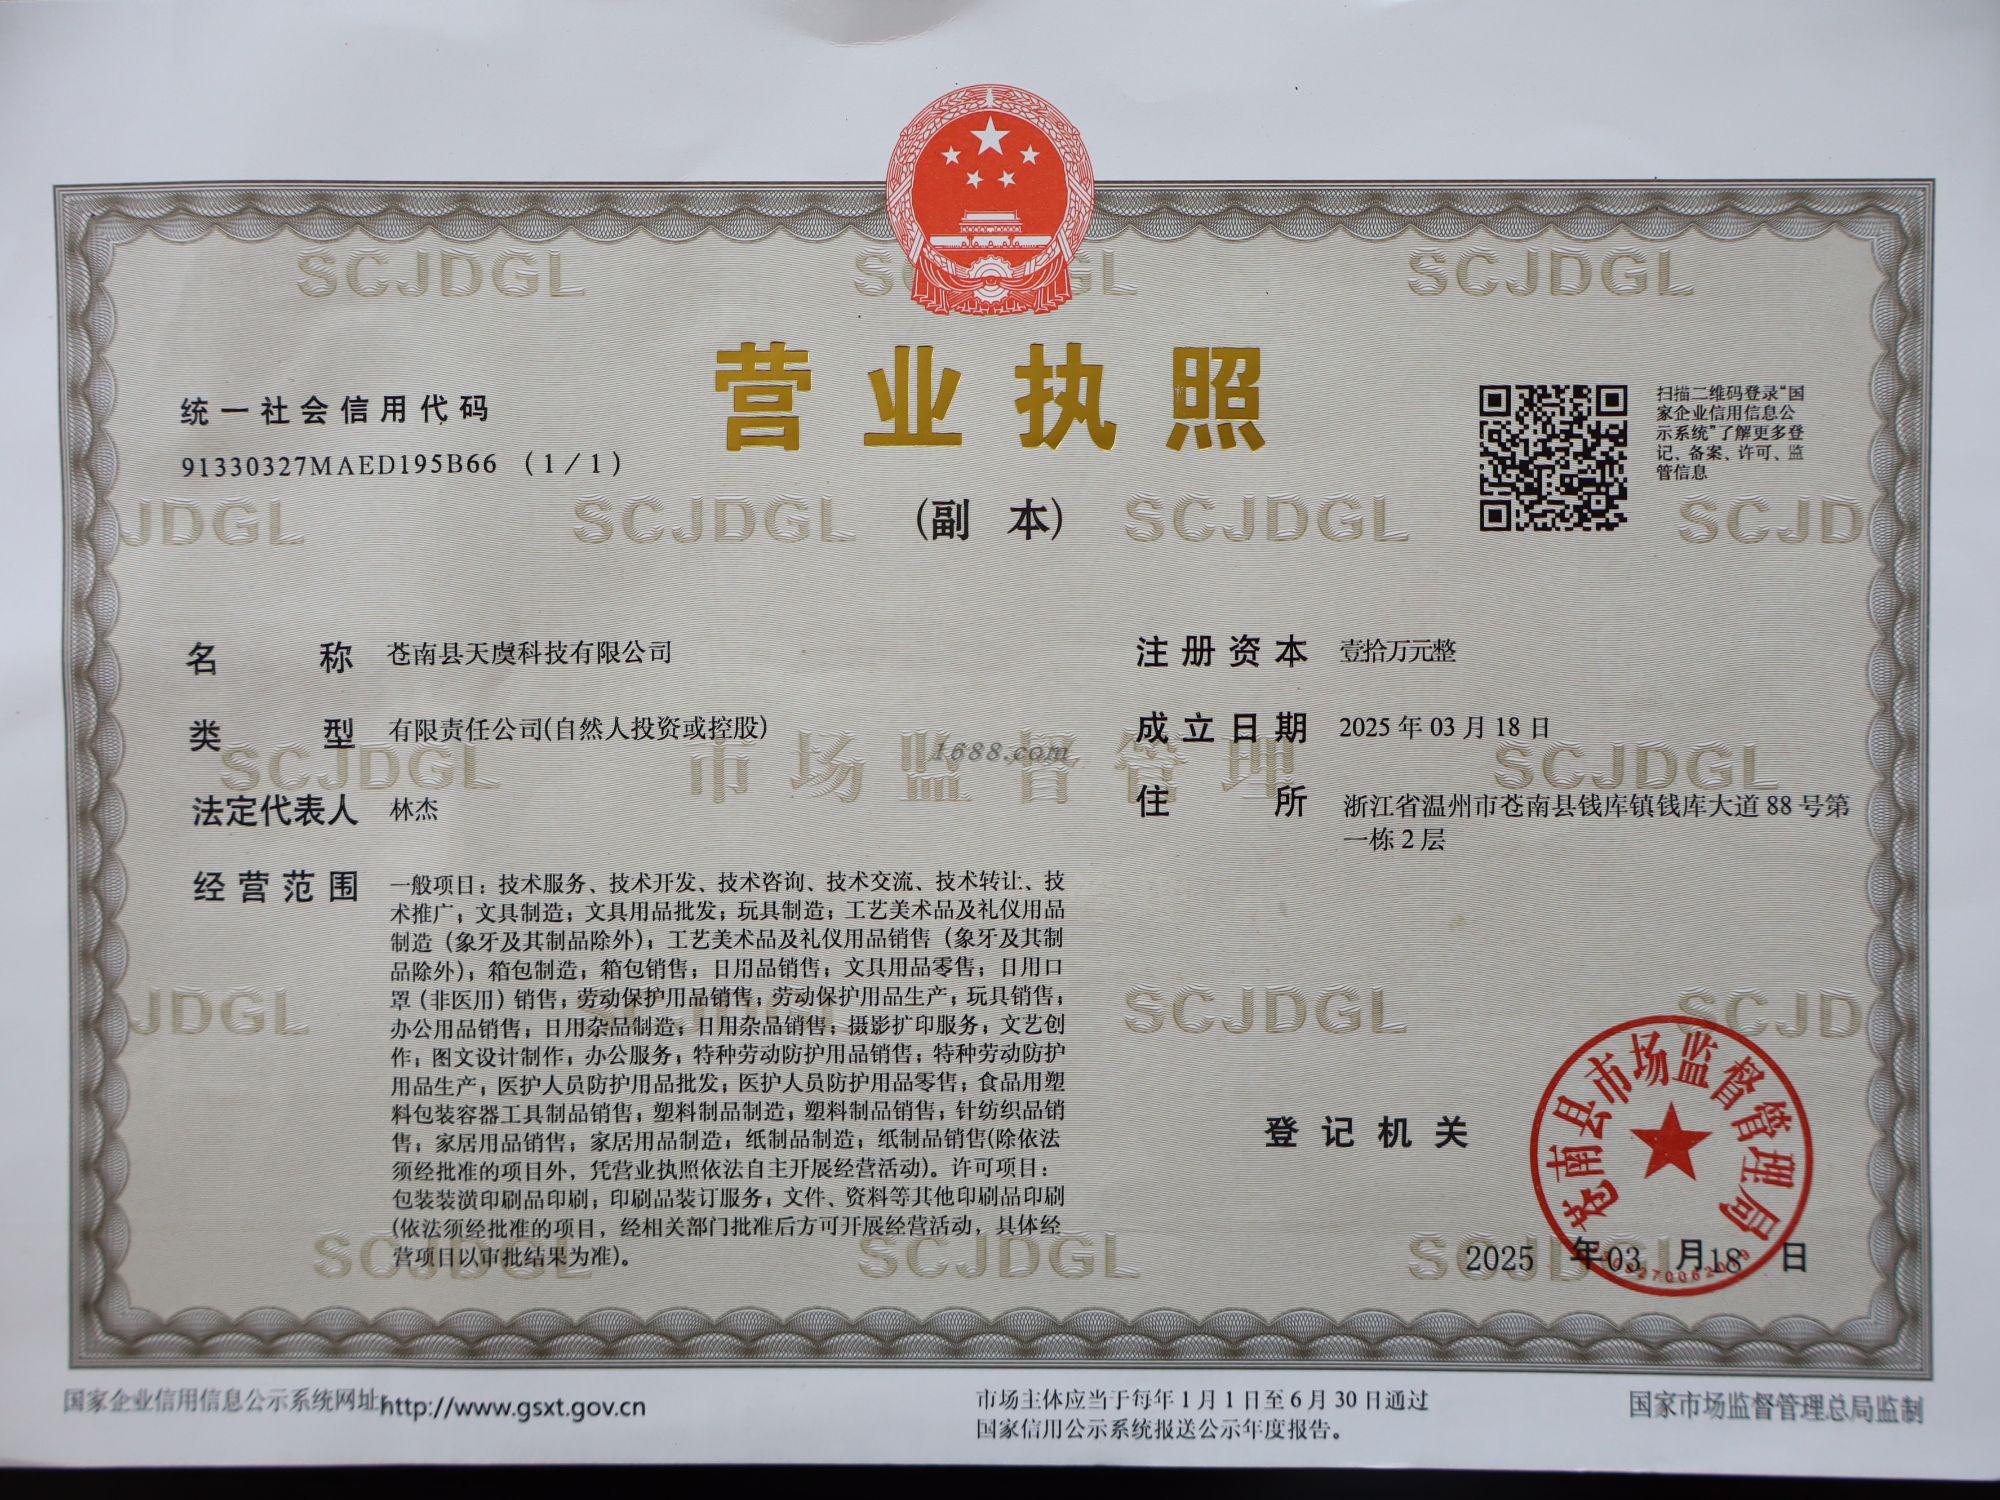 SCJDGL SCJDGL SCJDGL
营业执照
统一社会信用代码
91330327MAED195B66 (1/1)
扫描二维码登录“国
家企业信用信息公
示系统”了解更多登
记、备案、许可、监
管信息
JDGL SCJDGL SCJDGL SCJD
(副 本)
名 称 苍南县天虞科技有限公司
注册资本 壹拾万元整
类 型 有限责任公司(自然人投资或控股)
成立日期 2025年03月18日
SCJDGL 市场监督管理 SCJDGL
1688.com
法定代表人 林杰
住 所 浙江省温州市苍南县钱库镇钱库大道88号第
一栋2层
经营范围 一般项目：技术服务、技术开发、技术咨询、技术交流、技术转让、技
术推广；文具制造；文具用品批发；玩具制造；工艺美术品及礼仪用品
制造（象牙及其制品除外）；工艺美术品及礼仪用品销售（象牙及其制
品除外）；箱包制造；箱包销售；日用品销售；文具用品零售；日用口
罩（非医用）销售；劳动保护用品销售；劳动保护用品生产；玩具销售；
办公用品销售；日用杂品制造；日用杂品销售；摄影扩印服务；文艺创
作；图文设计制作；办公服务；特种劳动防护用品销售；特种劳动防护
用品生产；医护人员防护用品批发；医护人员防护用品零售；食品用塑
料包装容器工具制品销售；塑料制品制造；塑料制品销售；针纺织品销
售；家居用品销售；家居用品制造；纸制品制造；纸制品销售(除依法
须经批准的项目外，凭营业执照依法自主开展经营活动)。许可项目：
包装装潢印刷品印刷；印刷品装订服务；文件、资料等其他印刷品印刷
(依法须经批准的项目，经相关部门批准后方可开展经营活动，具体经
营项目以审批结果为准)。
JDGL SCJDGL SCJD
登记机关
苍南县市场监督管理局
2025 年03 月18 日
SCJDGL SCJDGL SCJDGL
国家企业信用信息公示系统网址:http://www.gsxt.gov.cn
市场主体应当于每年1月1日至6月30日通过
国家信用公示系统报送公示年度报告。
国家市场监督管理总局监制